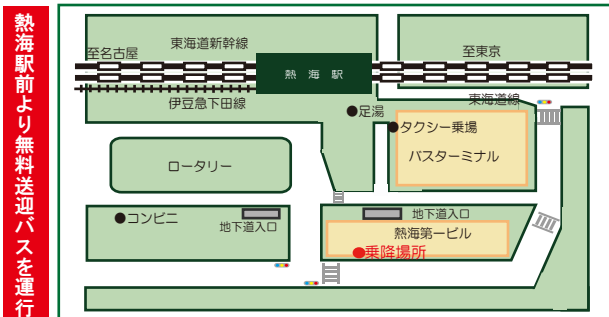 熱海駅前より無料送迎バスを運行
至名古屋
東海道新幹線
熱海駅
至東京
伊豆急下田線
東海道線
足湯
タクシー乗場
バスターミナル
ロータリー
コンビニ
地下道入口
地下道入口
熱海第一ビル
乗降場所